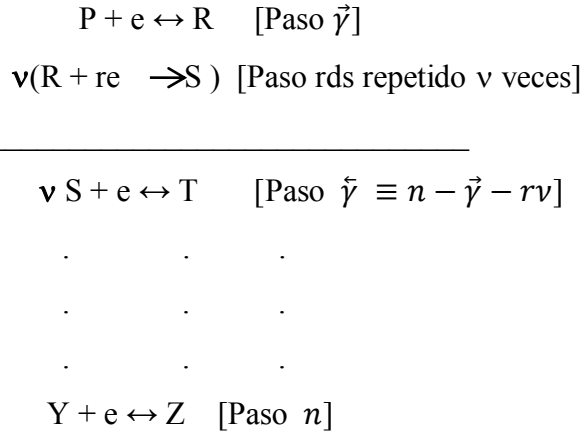 P + e ↔ R [Paso γ⃗]
ν(R + re →S ) [Paso rds repetido ν veces]
ν S + e ↔ T [Paso γ⃖ ≡ n − γ⃗ − rν]
. . .
. . .
. . .
Y + e ↔ Z [Paso n]